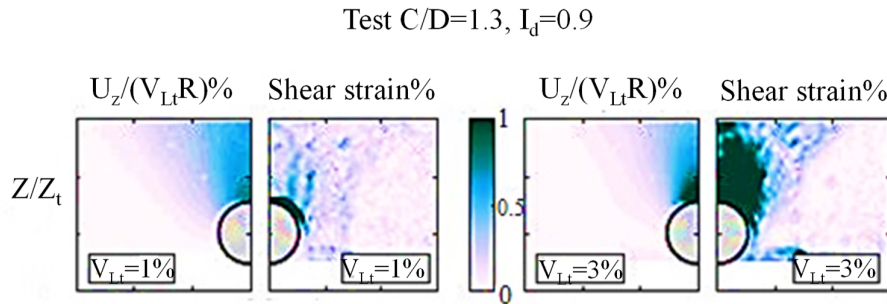 Test C/D=1.3, I_d=0.9
U_z/(V_LtR)% Shear strain% U_z/(V_LtR)% Shear strain%
1
Z/Z_t
0.5
V_Lt=1% V_Lt=1% V_Lt=3% V_Lt=3%
0